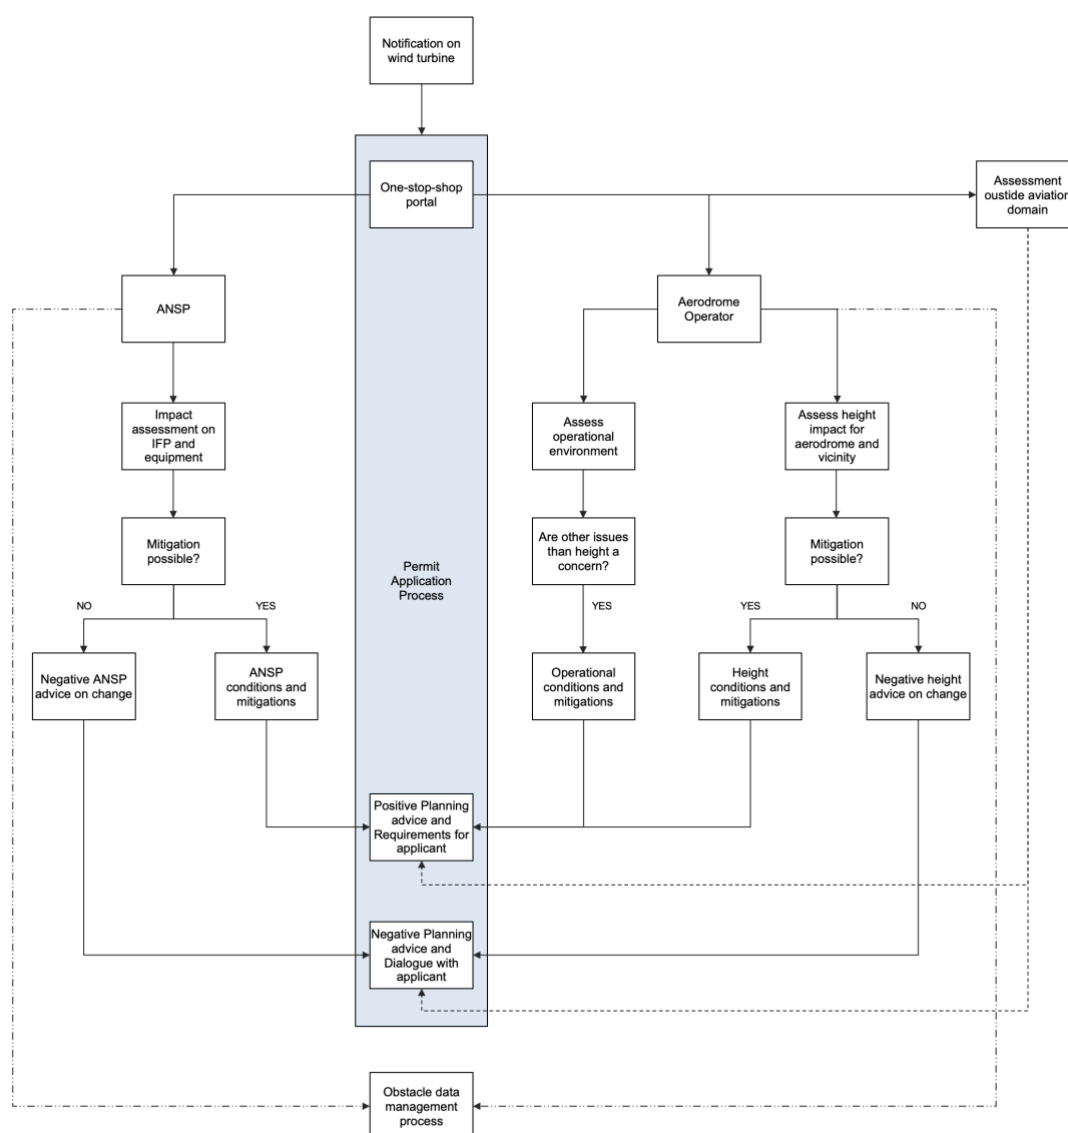 Notification on
wind turbine
One-stop-shop
portal
Assessment
oustide aviation
domain
ANSP
Aerodrome
Operator
Impact
assessment on
IFP and
equipment
Assess
operational
environment
Assess height
impact for
aerodrome and
vicinity
Mitigation
possible?
Permit
Application
Process
Are other issues
than height a
concern?
Mitigation
possible?
NO
YES
YES
YES
NO
Negative ANSP
advice on change
ANSP
conditions and
mitigations
Operational
conditions and
mitigations
Height
conditions and
mitigations
Negative height
advice on change
Positive Planning
advice and
Requirements for
applicant
Negative Planning
advice and
Dialogue with
applicant
Obstacle data
management
process